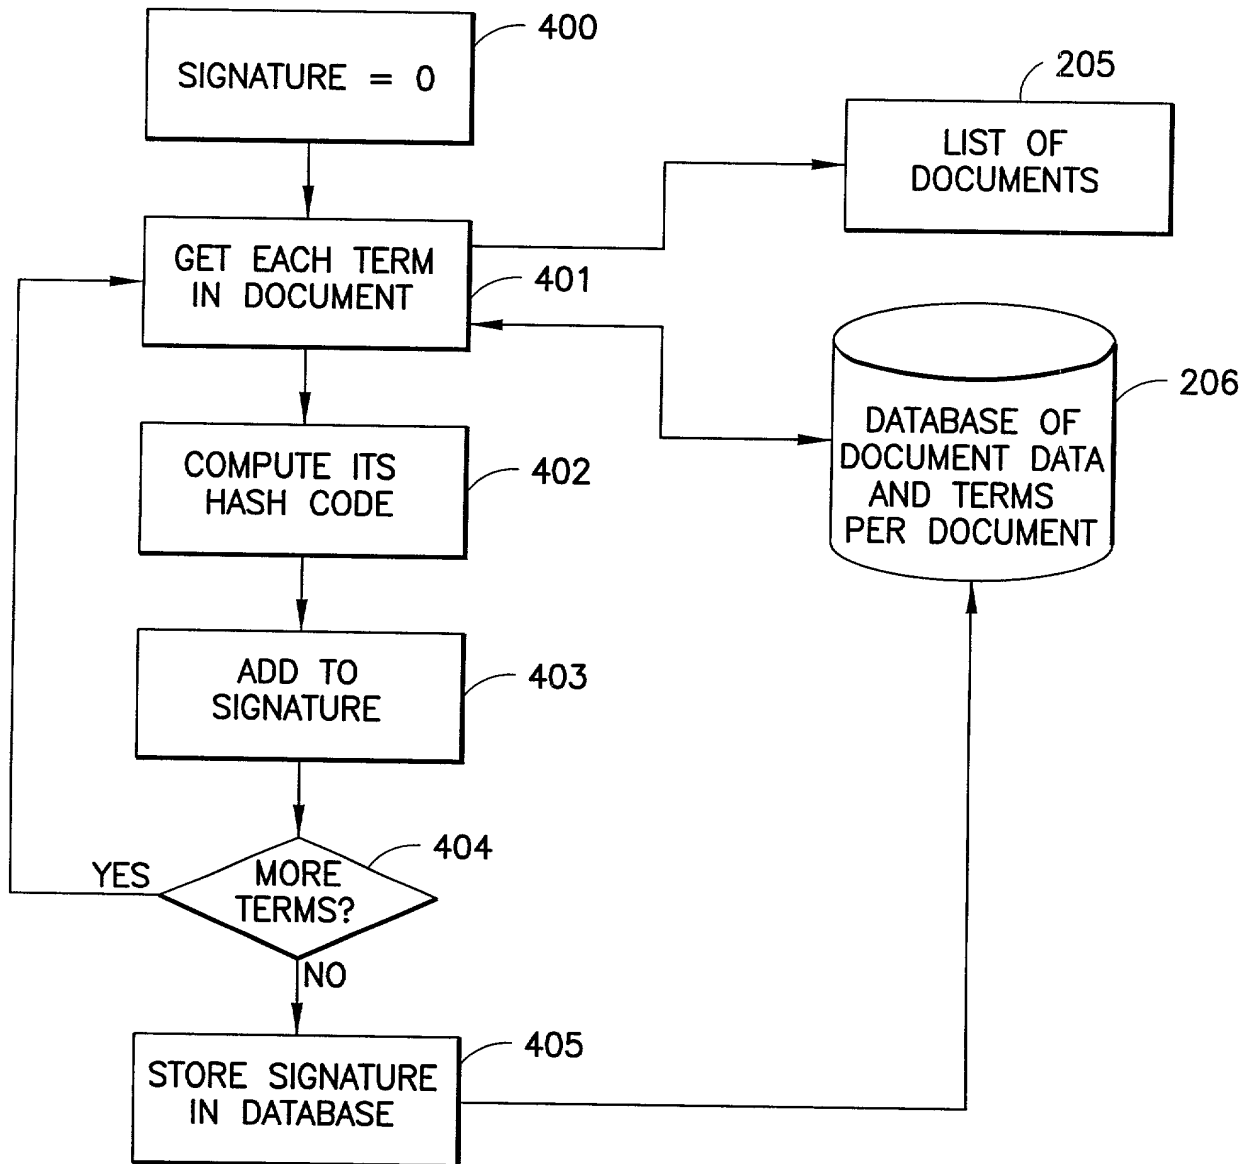 400
SIGNATURE = 0
205
LIST OF
DOCUMENTS
GET EACH TERM
IN DOCUMENT
401
206
DATABASE OF
DOCUMENT DATA
AND TERMS
PER DOCUMENT
COMPUTE ITS
HASH CODE
402
ADD TO
SIGNATURE
403
404
YES
MORE
TERMS?
NO
405
STORE SIGNATURE
IN DATABASE